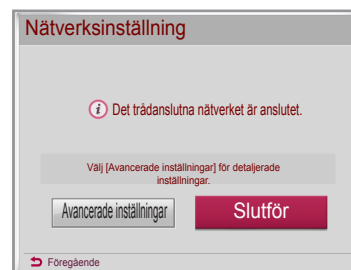 Nätverksinställning
Det trådanslutna nätverket är anslutet.
Välj [Avancerade inställningar] för detaljerade
inställningar.
Avancerade inställningar
Slutför
Föregående